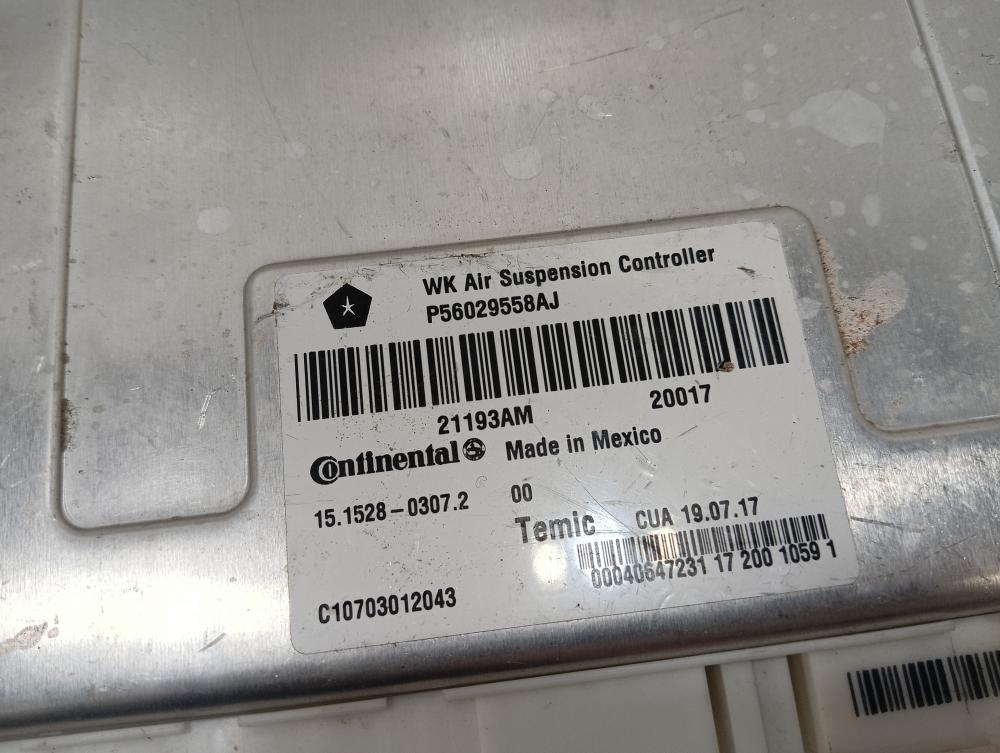 WK Air Suspension Controller
P56029558AJ
21193AM 20017
Continental Made in Mexico
15.1528-0307.2 00
Temic CUA 19.07.17
00040647231 17 200 1059 1
C10703012043